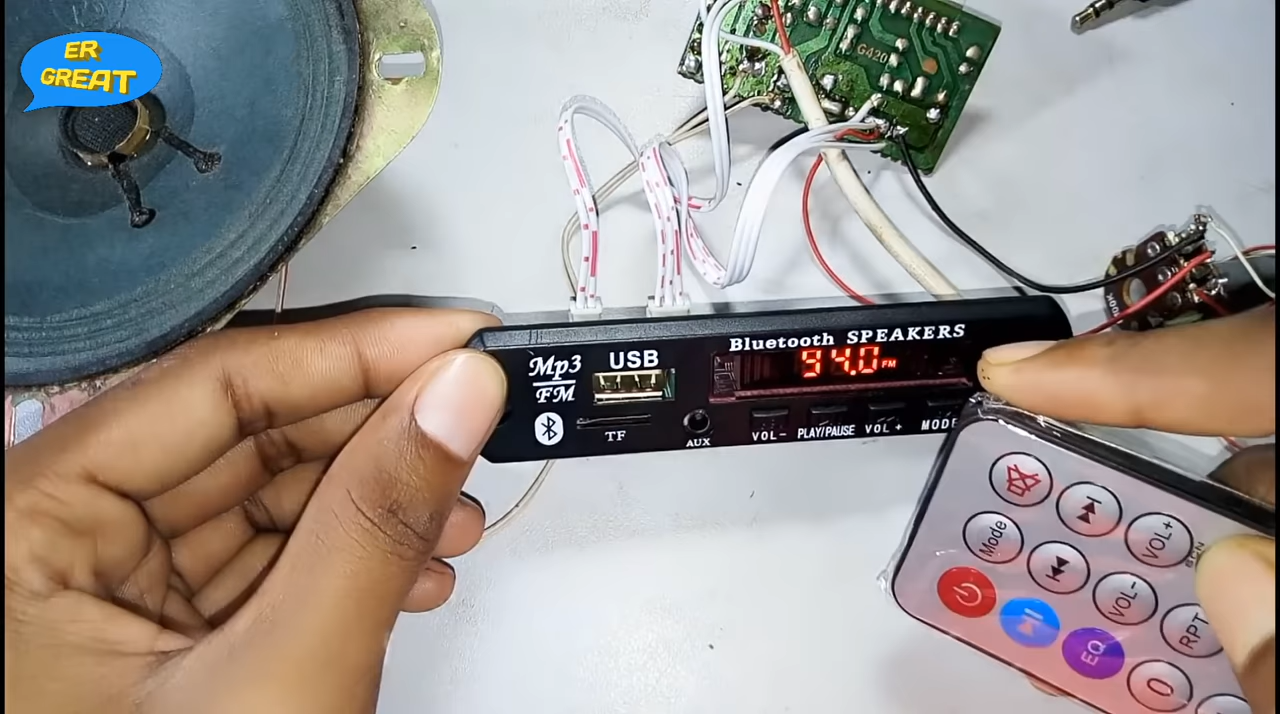 ER
GREAT
G420
Bluetooth SPEAKERS
Mp3
FM
USB
94.0 FM
TF
AUX
VOL-
PLAY/PAUSE
VOL +
MODE
Mode
VOL+
VOL-
EQ
RPT
0